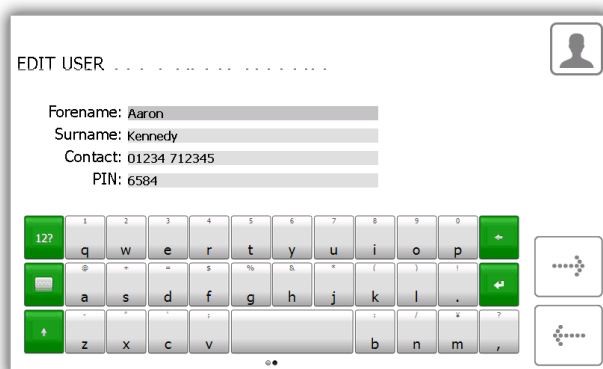 EDIT USER
Forename: Aaron
Surname: Kennedy
Contact: 01234 712345
PIN: 6584
1 2 3 4 5 6 7 8 9 0
12? q w e r t y u i o p
@ + = $ % & * ( ) !
a s d f g h j k l .
- " ' ; : / ¥ ?
z x c v b n m ,